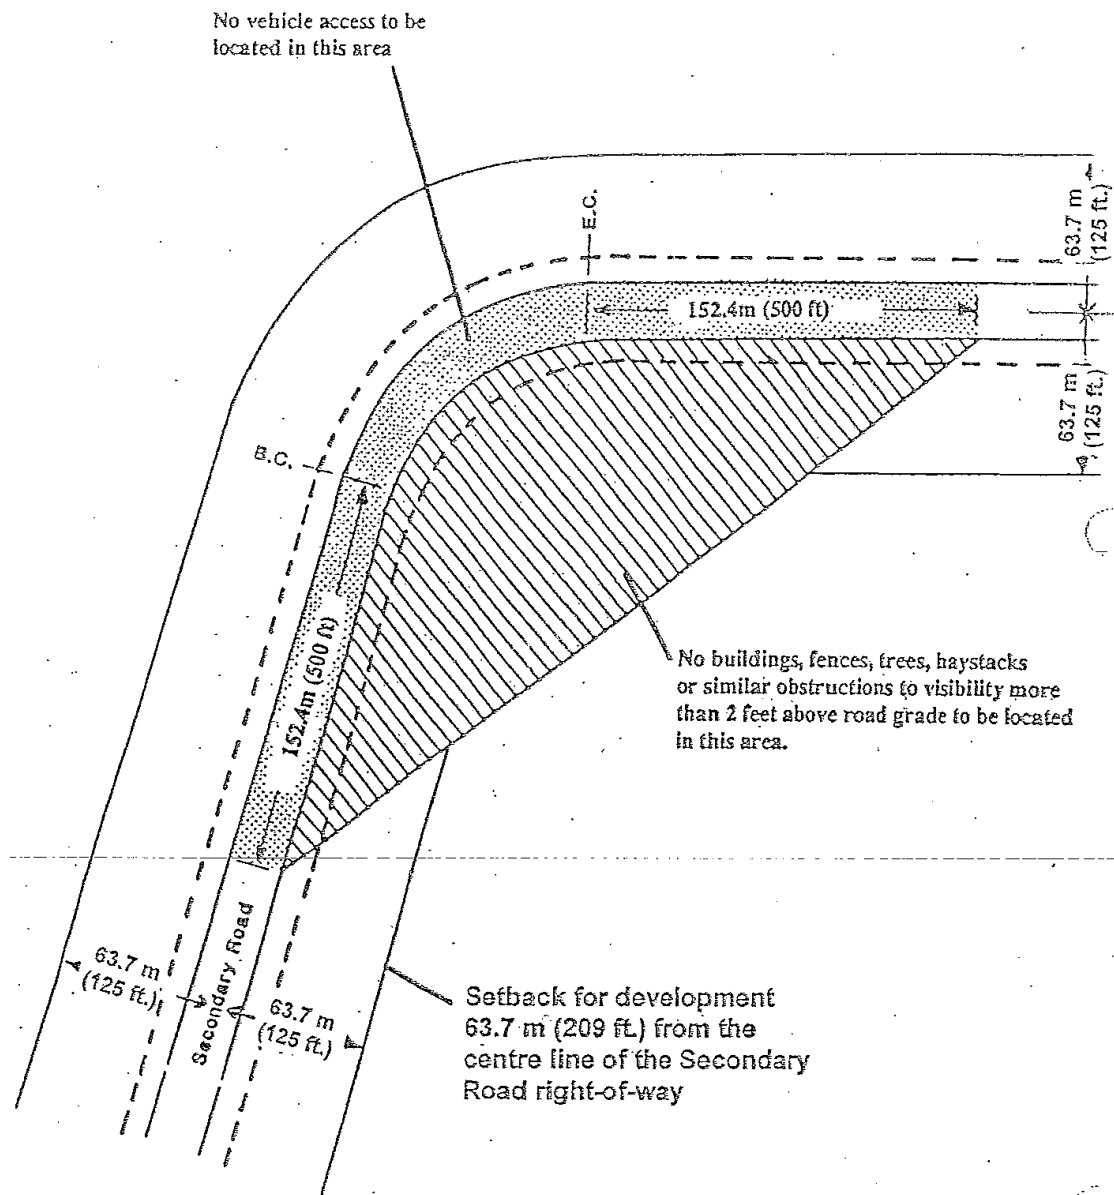 No vehicle access to be
located in this area
E.C.
63.7 m
(125 ft.)
152.4m (500 ft)
63.7 m
(125 ft.)
B.C.
152.4m (500 ft)
No buildings, fences, trees, haystacks
or similar obstructions to visibility more
than 2 feet above road grade to be located
in this area.
63.7 m
(125 ft.)
Secondary Road
63.7 m
(125 ft.)
Setback for development
63.7 m (209 ft.) from the
centre line of the Secondary
Road right-of-way